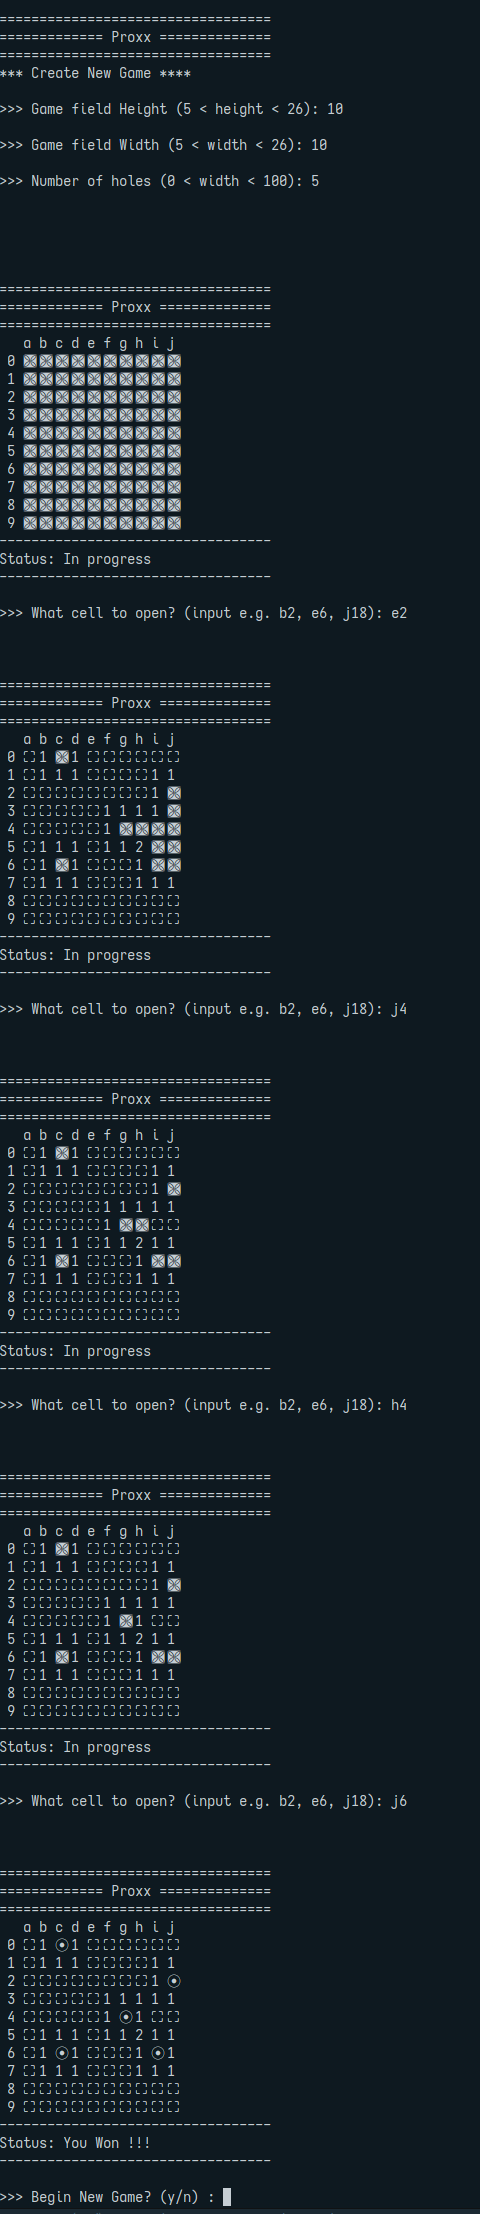 ==================================
============= Proxx ==============
==================================
*** Create New Game ****
>>> Game field Height (5 < height < 26): 10
>>> Game field Width (5 < width < 26): 10
>>> Number of holes (0 < width < 100): 5
==================================
============= Proxx ==============
==================================
a b c d e f g h i j
0
1
2
3
4
5
6
7
8
9
----------------------------------
Status: In progress
----------------------------------
>>> What cell to open? (input e.g. b2, e6, j18): e2
==================================
============= Proxx ==============
==================================
a b c d e f g h i j
0 1 1
1 1 1 1 1 1
2 1
3 1 1 1 1
4 1
5 1 1 1 1 1 2
6 1 1 1
7 1 1 1 1 1 1
8
9
----------------------------------
Status: In progress
----------------------------------
>>> What cell to open? (input e.g. b2, e6, j18): j4
==================================
============= Proxx ==============
==================================
a b c d e f g h i j
0 1 1
1 1 1 1 1 1
2 1
3 1 1 1 1 1
4 1
5 1 1 1 1 1 2 1 1
6 1 1 1
7 1 1 1 1 1 1
8
9
----------------------------------
Status: In progress
----------------------------------
>>> What cell to open? (input e.g. b2, e6, j18): h4
==================================
============= Proxx ==============
==================================
a b c d e f g h i j
0 1 1
1 1 1 1 1 1
2 1
3 1 1 1 1 1
4 1 1
5 1 1 1 1 1 2 1 1
6 1 1 1
7 1 1 1 1 1 1
8
9
----------------------------------
Status: In progress
----------------------------------
>>> What cell to open? (input e.g. b2, e6, j18): j6
==================================
============= Proxx ==============
==================================
a b c d e f g h i j
0 1 1
1 1 1 1 1 1
2 1
3 1 1 1 1 1
4 1 1
5 1 1 1 1 1 2 1 1
6 1 1 1 1
7 1 1 1 1 1 1
8
9
----------------------------------
Status: You Won !!!
----------------------------------
>>> Begin New Game? (y/n) :